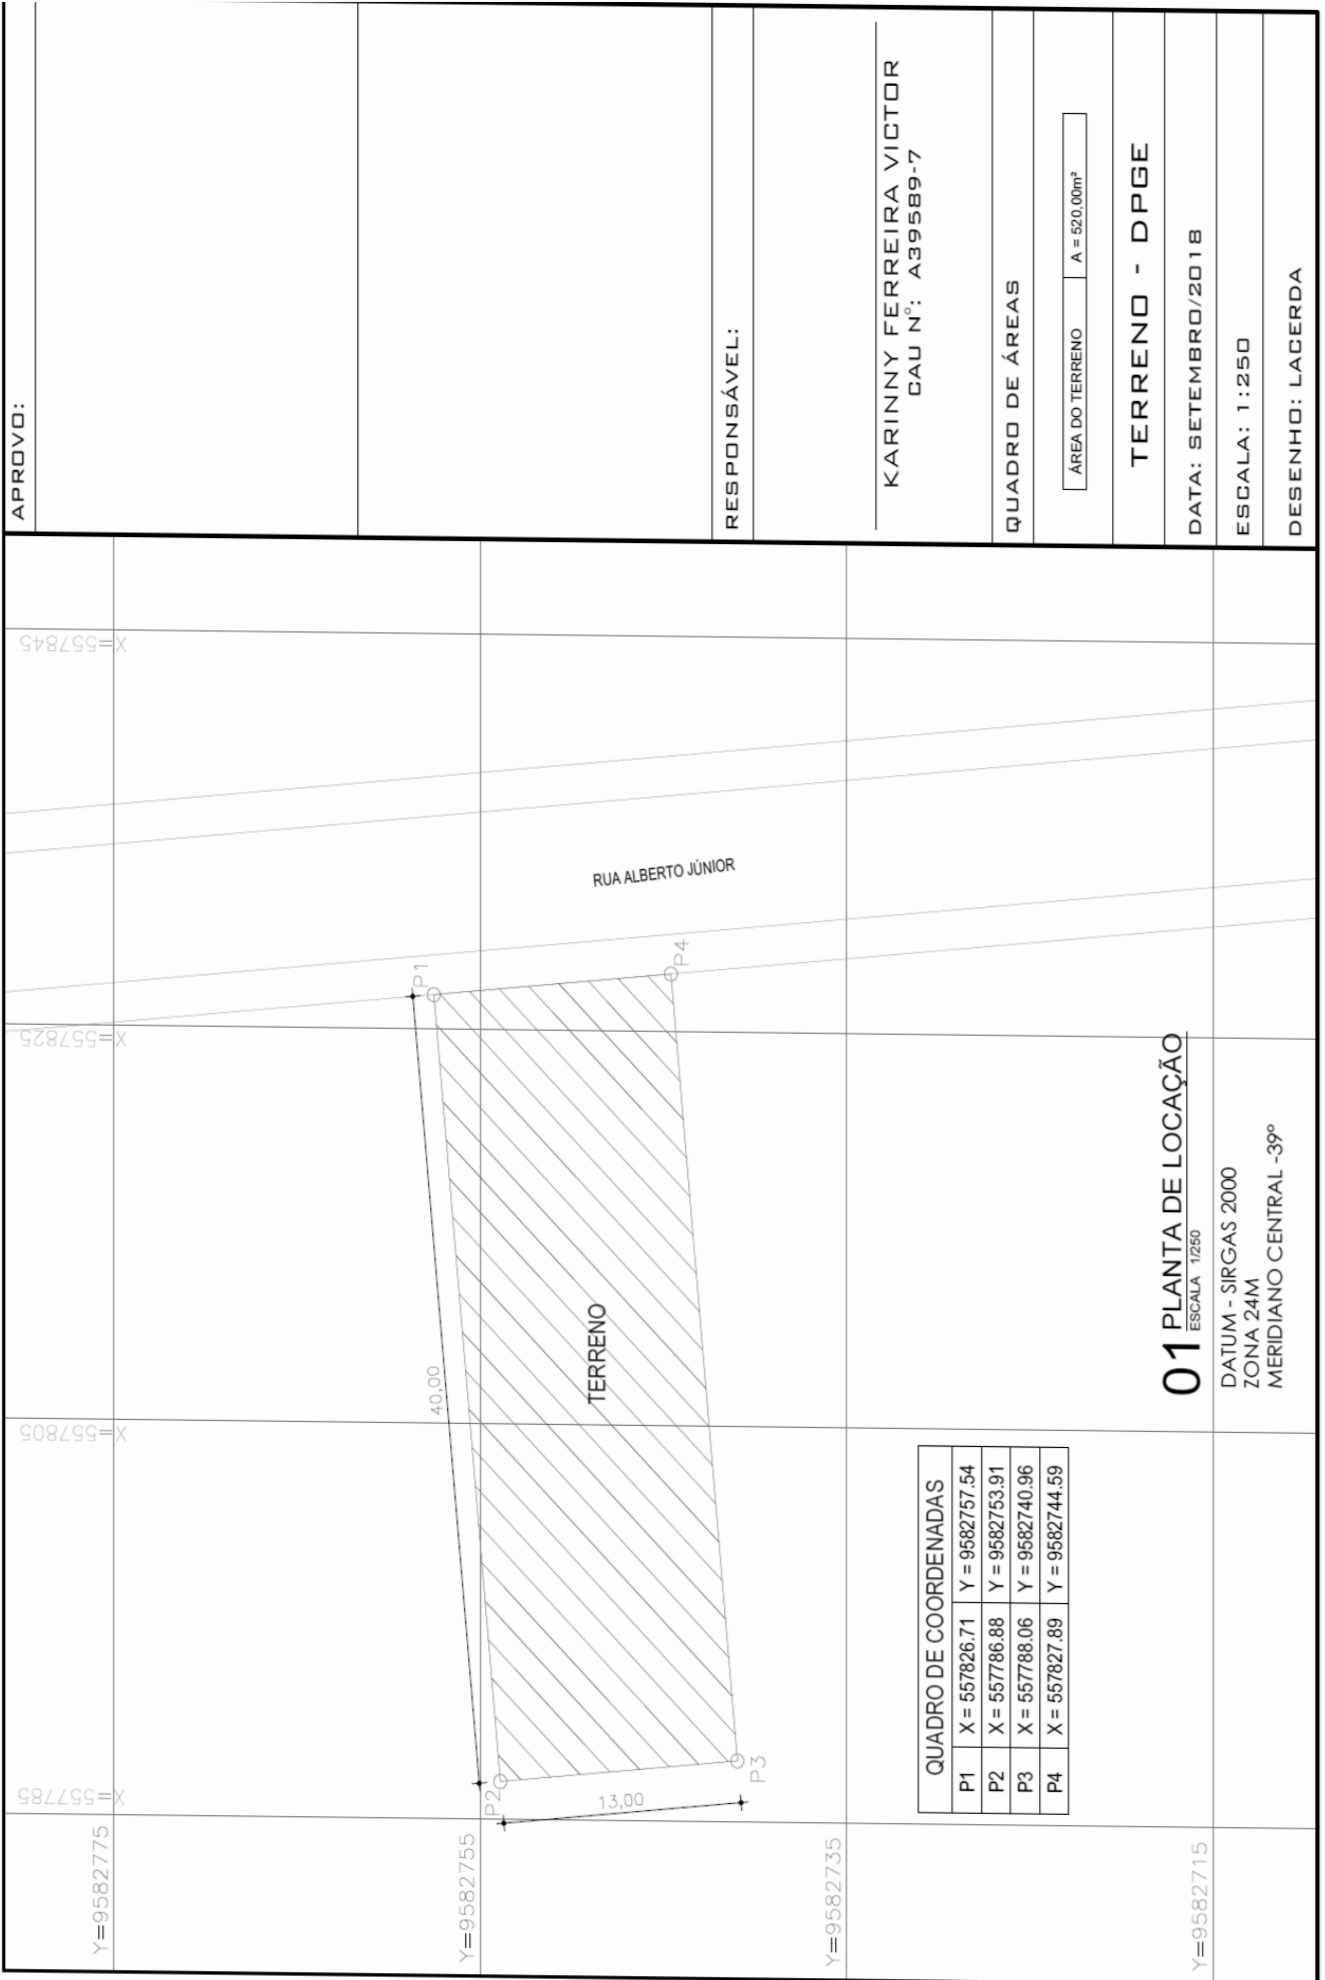 APROVO:
RESPONSÁVEL:
KARINNY FERREIRA VICTOR
CAU N°: A39589-7
QUADRO DE ÁREAS
ÁREA DO TERRENO A = 520,00m²
TERRENO - DPGE
DATA: SETEMBRO/2018
ESCALA: 1:250
DESENHO: LACERDA
X=557845
X=557825
X=557805
X=557785
Y=9582775
Y=9582755
Y=9582735
Y=9582715
RUA ALBERTO JÚNIOR
P1
P4
P2
P3
40,00
13,00
TERRENO
QUADRO DE COORDENADAS
P1 X = 557826.71 Y = 9582757.54
P2 X = 557786.88 Y = 9582753.91
P3 X = 557788.06 Y = 9582740.96
P4 X = 557827.89 Y = 9582744.59
01 PLANTA DE LOCAÇÃO
ESCALA 1/250
DATUM - SIRGAS 2000
ZONA 24M
MERIDIANO CENTRAL -39º